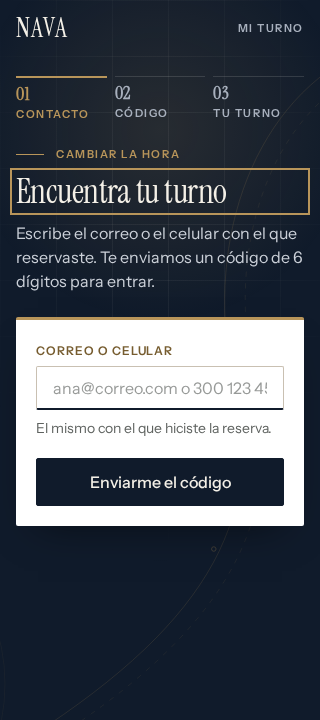 NAVA
MI TURNO
01
CONTACTO
02
CÓDIGO
03
TU TURNO
CAMBIAR LA HORA
Encuentra tu turno
Escribe el correo o el celular con el que
reservaste. Te enviamos un código de 6
dígitos para entrar.
CORREO O CELULAR
ana@correo.com o 300 123 45
El mismo con el que hiciste la reserva.
Enviarme el código